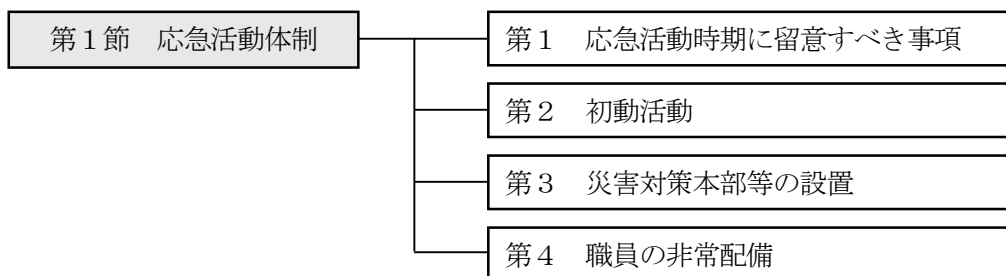 第１節　応急活動体制
第１　応急活動時期に留意すべき事項
第２　初動活動
第３　災害対策本部等の設置
第４　職員の非常配備